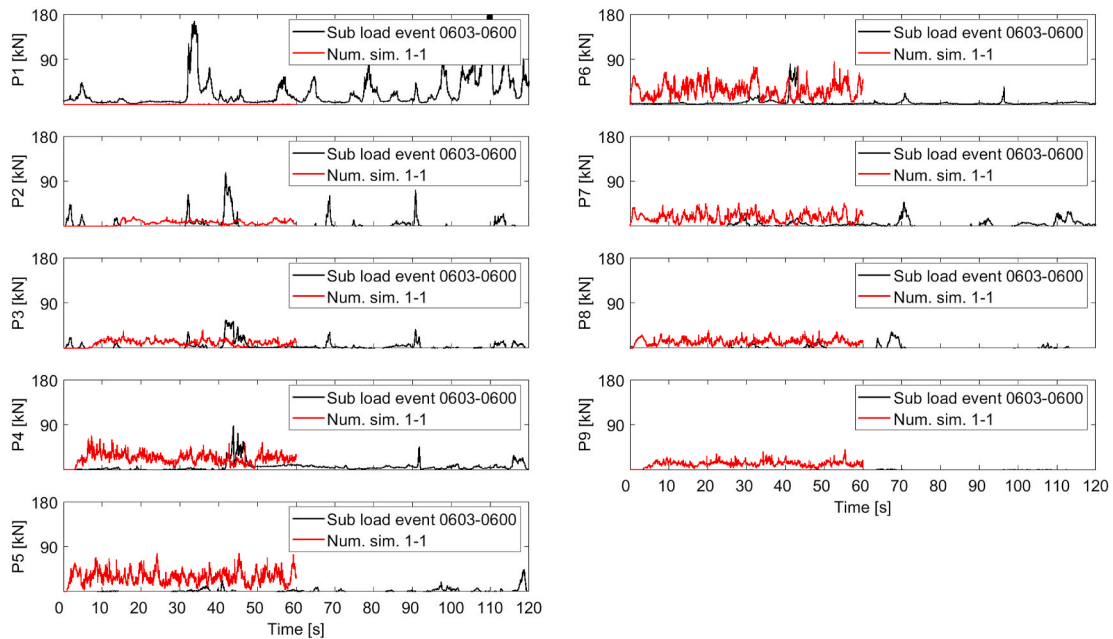 180
90
P1 [kN]
Sub load event 0603-0600
Num. sim. 1-1
180
90
P2 [kN]
Sub load event 0603-0600
Num. sim. 1-1
180
90
P3 [kN]
Sub load event 0603-0600
Num. sim. 1-1
180
90
P4 [kN]
Sub load event 0603-0600
Num. sim. 1-1
180
90
P5 [kN]
Sub load event 0603-0600
Num. sim. 1-1
0 10 20 30 40 50 60 70 80 90 100 110 120
Time [s]
180
90
P6 [kN]
Sub load event 0603-0600
Num. sim. 1-1
180
90
P7 [kN]
Sub load event 0603-0600
Num. sim. 1-1
180
90
P8 [kN]
Sub load event 0603-0600
Num. sim. 1-1
180
90
P9 [kN]
Sub load event 0603-0600
Num. sim. 1-1
0 10 20 30 40 50 60 70 80 90 100 110 120
Time [s]